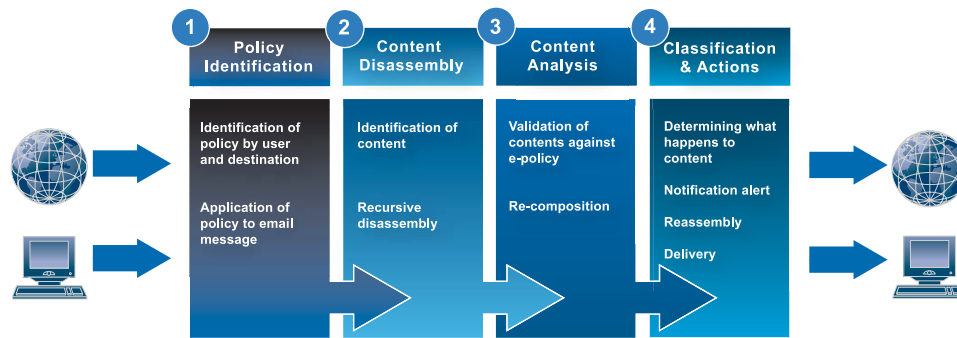 1
Policy
Identification
2
Content
Disassembly
3
Content
Analysis
4
Classification
& Actions
Identification of
policy by user
and destination
Application of
policy to email
message
Identification of
content
Recursive
disassembly
Validation of
contents against
e-policy
Re-composition
Determining what
happens to
content
Notification alert
Reassembly
Delivery